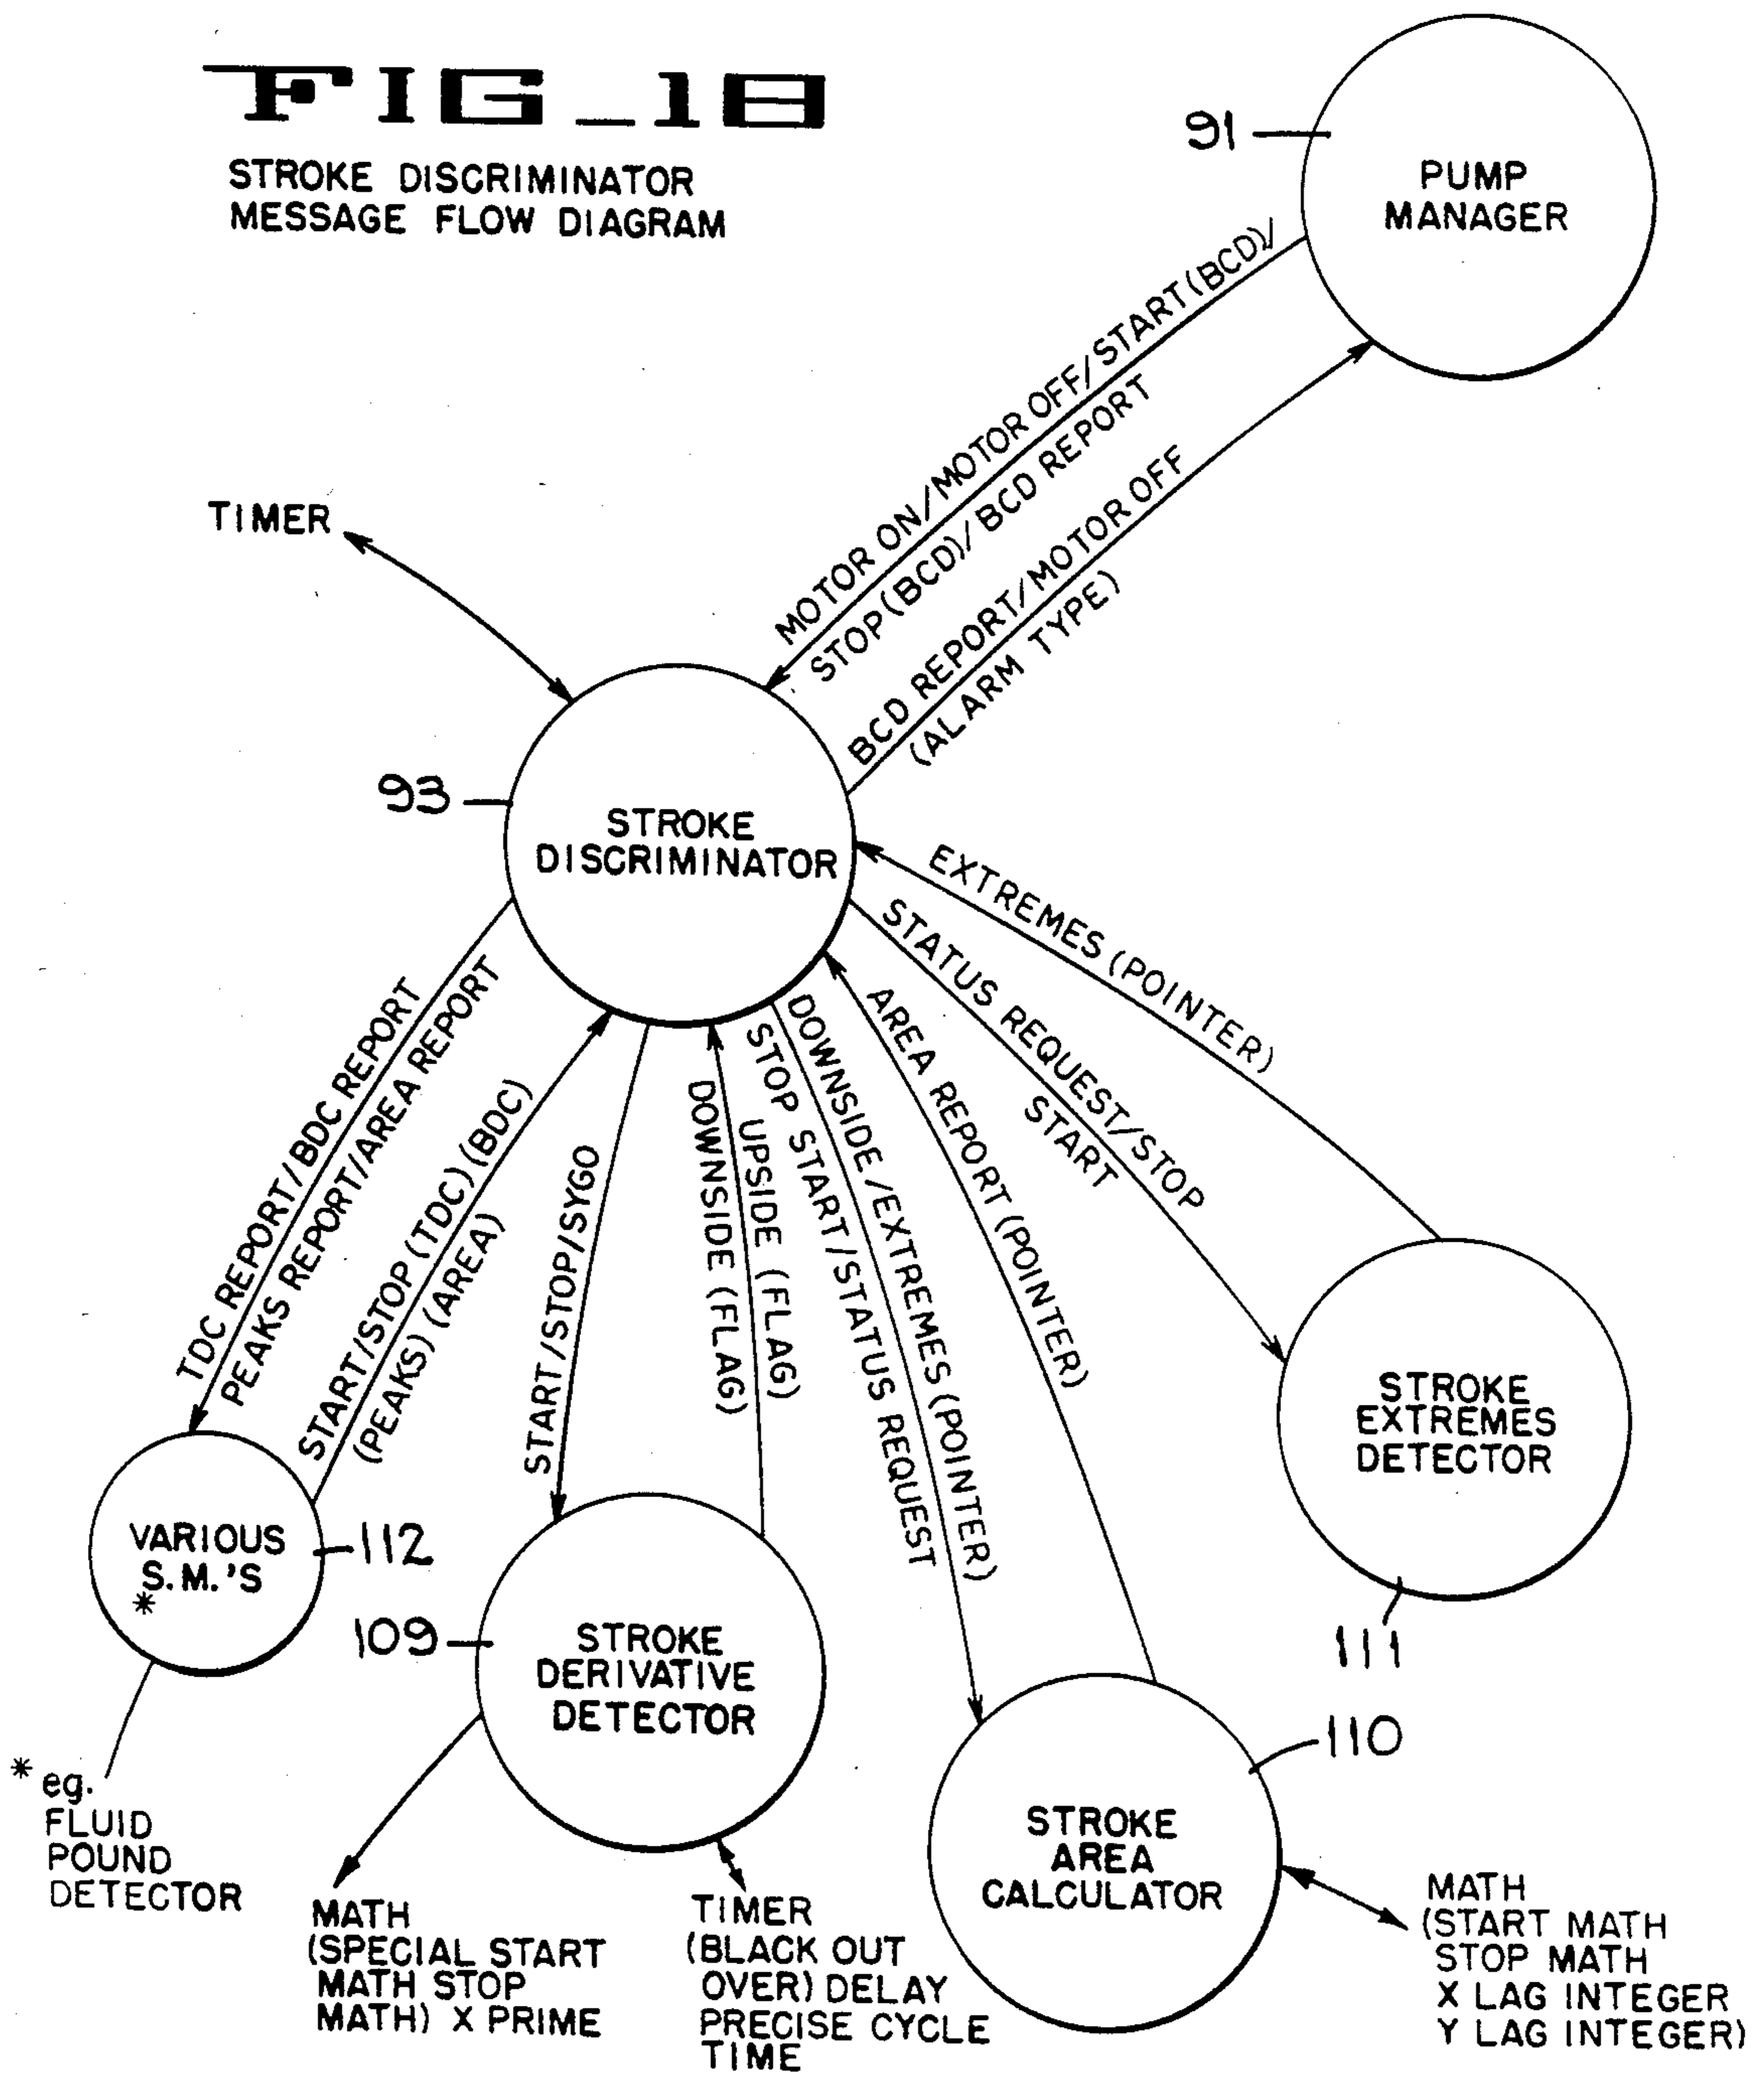 FIG_18
STROKE DISCRIMINATOR
MESSAGE FLOW DIAGRAM
91
PUMP
MANAGER
MOTOR ON/MOTOR OFF/START(BCD)/
STOP(BCD)/BCD REPORT
BCD REPORT/MOTOR OFF
(ALARM TYPE)
TIMER
93
STROKE
DISCRIMINATOR
EXTREMES (POINTER)
STATUS REQUEST/STOP
START
AREA REPORT (POINTER)
DOWNSIDE/EXTREMES (POINTER)
STOP START/STATUS REQUEST
UPSIDE (FLAG)
DOWNSIDE (FLAG)
START/STOP/SYGO
TDC REPORT/BDC REPORT
PEAKS REPORT/AREA REPORT
START/STOP (TDC) (BDC)
(PEAKS) (AREA)
STROKE
EXTREMES
DETECTOR
111
VARIOUS
S.M.'S
*
112
109
STROKE
DERIVATIVE
DETECTOR
110
STROKE
AREA
CALCULATOR
* eg.
FLUID
POUND
DETECTOR
MATH
(SPECIAL START
MATH STOP
MATH) X PRIME
TIMER
(BLACK OUT
OVER) DELAY
PRECISE CYCLE
TIME
MATH
(START MATH
STOP MATH
X LAG INTEGER
Y LAG INTEGER)